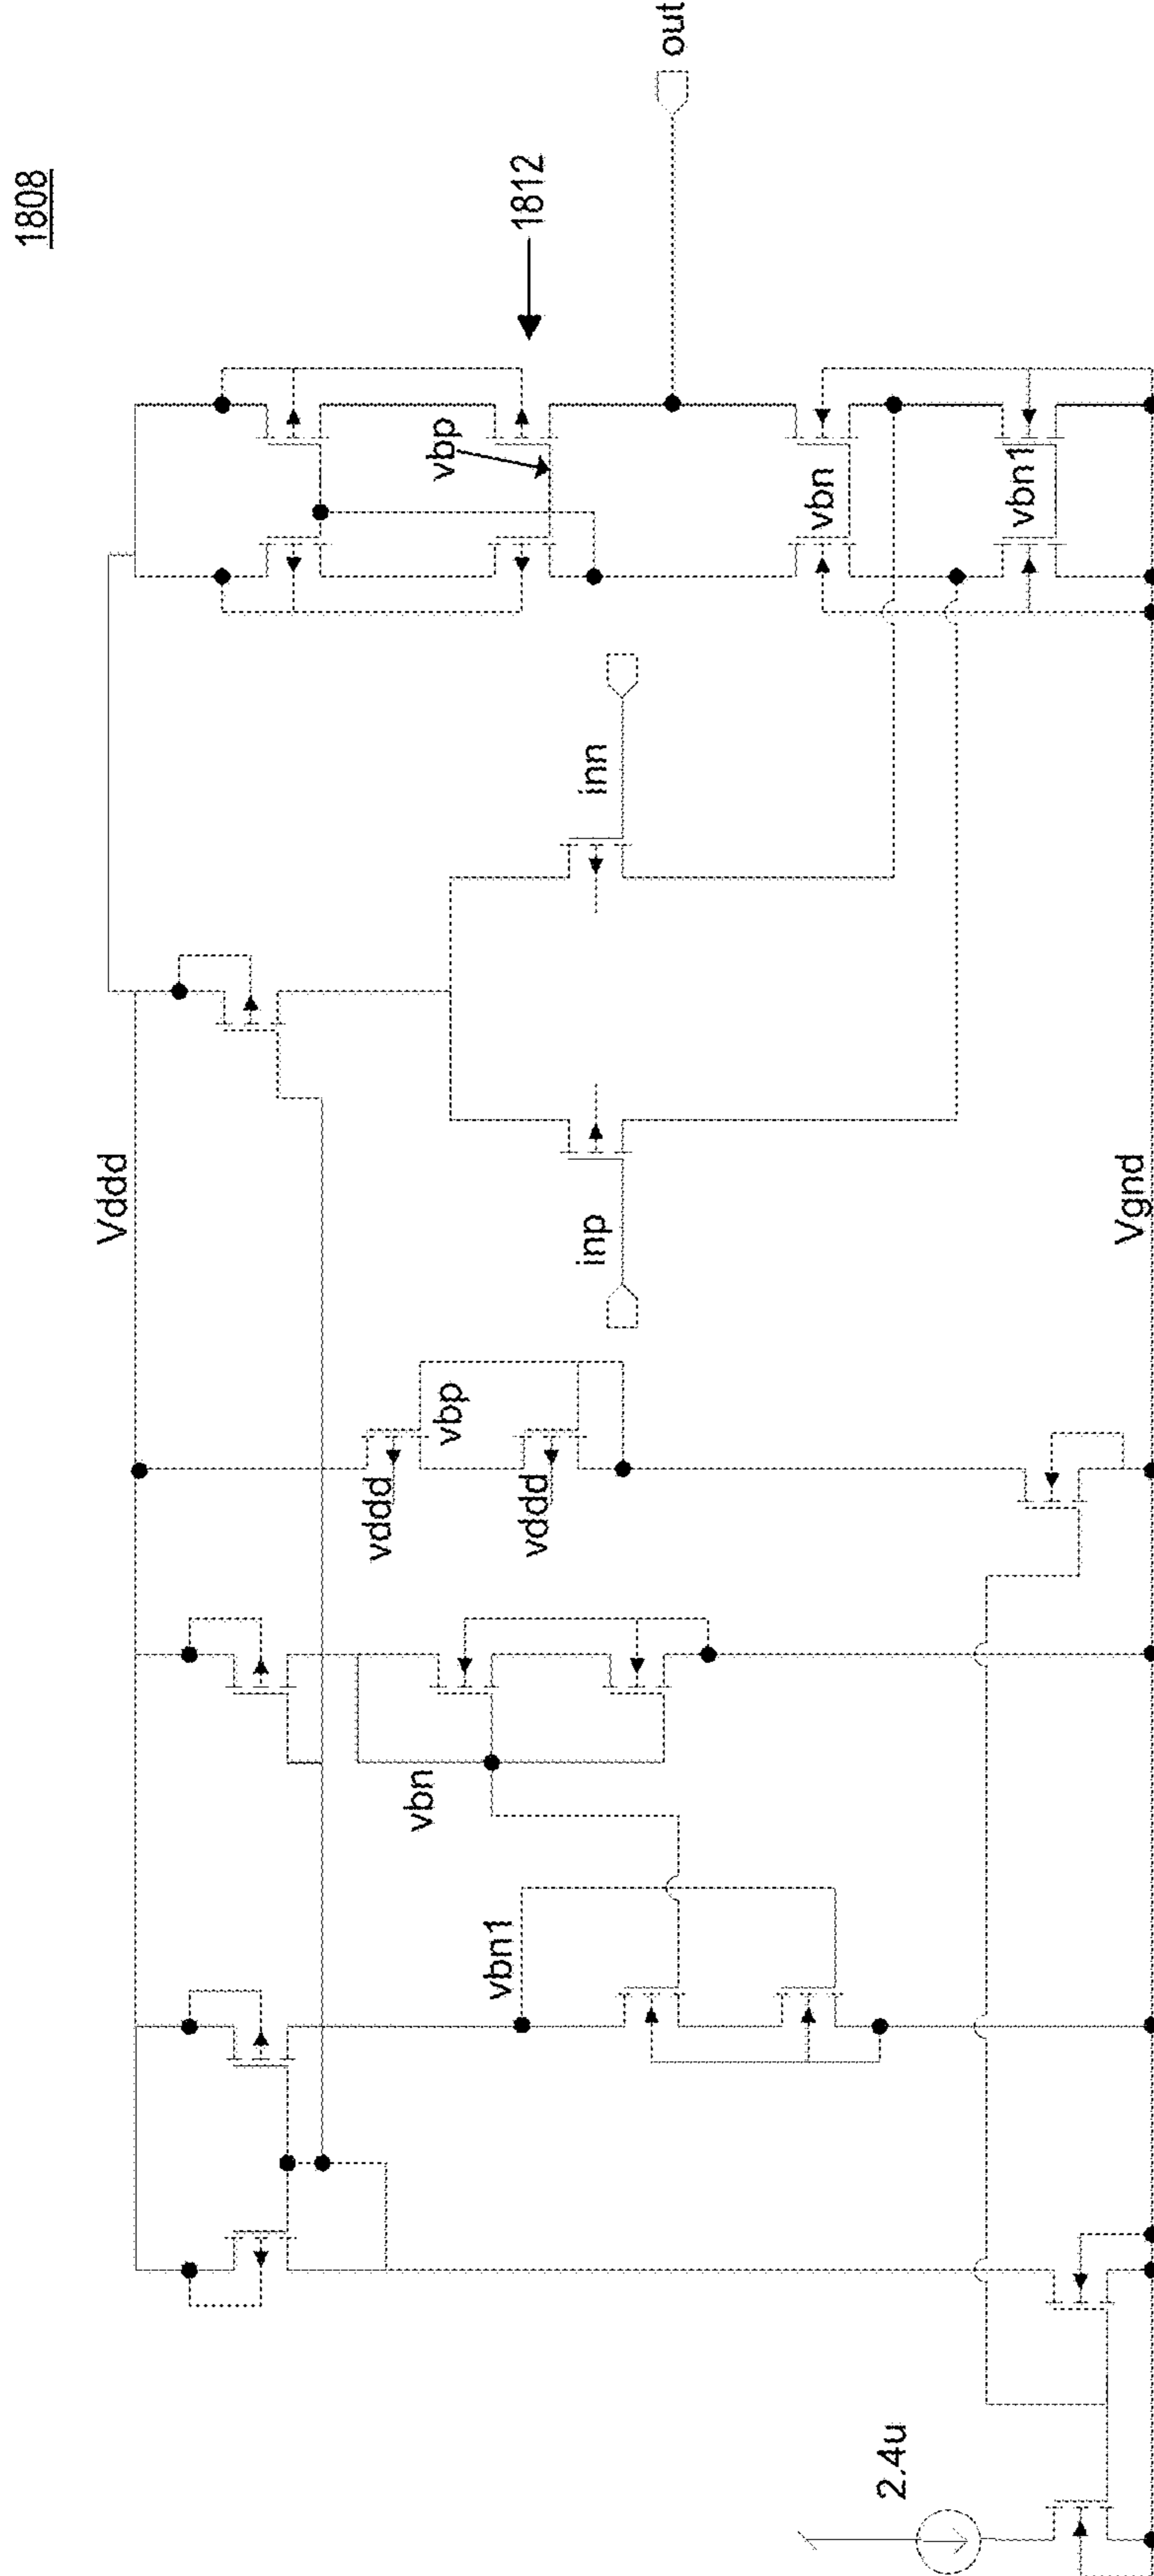 1808
out
1812
vbp
vbn
vbn1
inn
Vddd
inp
Vgnd
vbp
vddd
vddd
vbn
vbn1
2.4u